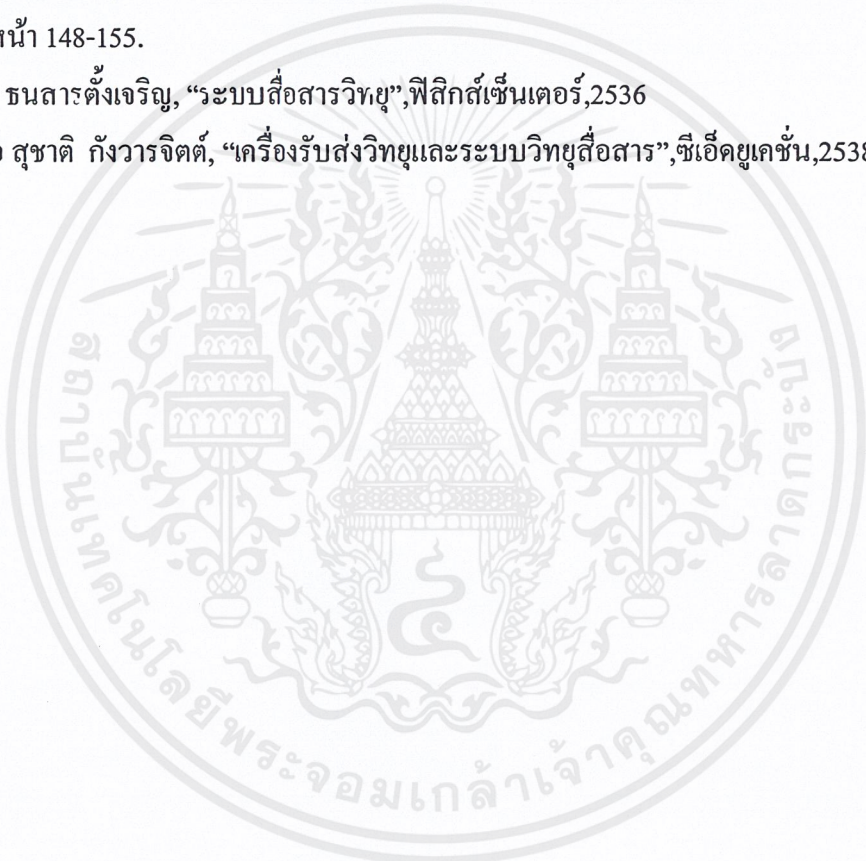 น้า 148-155.
ธนสารตั้งเจริญ, “ระบบสื่อสารวิทยุ”,ฟิสิกส์เซ็นเตอร์,2536
สุชาติ กังวารจิตต์, “เครื่องรับส่งวิทยุและระบบวิทยุสื่อสาร”,ซีเอ็ดยูเคชั่น,2538
สถาบันเทคโนโลยีพระจอมเกล้าเจ้าคุณทหารลาดกระบัง